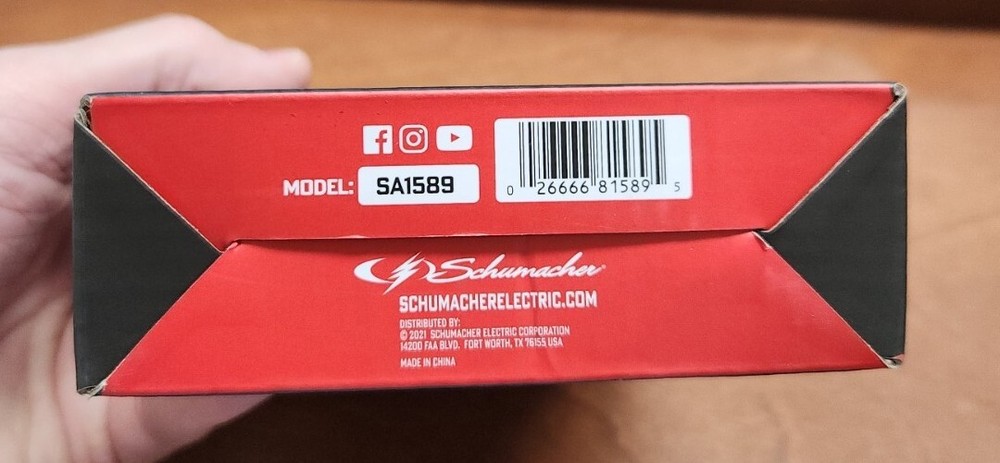 MODEL: SA1589
0 26666 81589 5
Schumacher
SCHUMACHERELECTRIC.COM
DISTRIBUTED BY:
© 2021 SCHUMACHER ELECTRIC CORPORATION
14200 FAA BLVD. FORT WORTH, TX 76155 USA
MADE IN CHINA